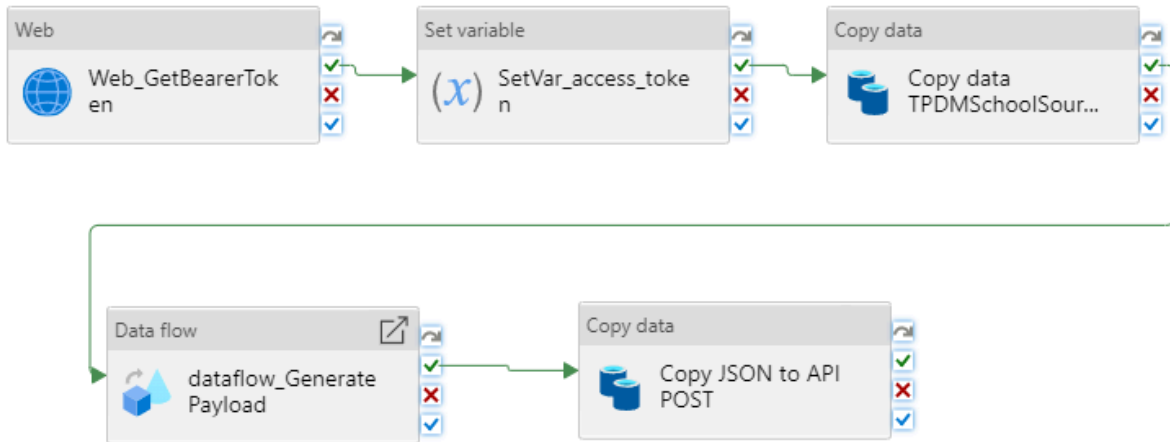 Web
Web_GetBearerTok
en
Set variable
(x)
SetVar_access_toke
n
Copy data
Copy data
TPDMSchoolSour...
Data flow
dataflow_Generate
Payload
Copy data
Copy JSON to API
POST